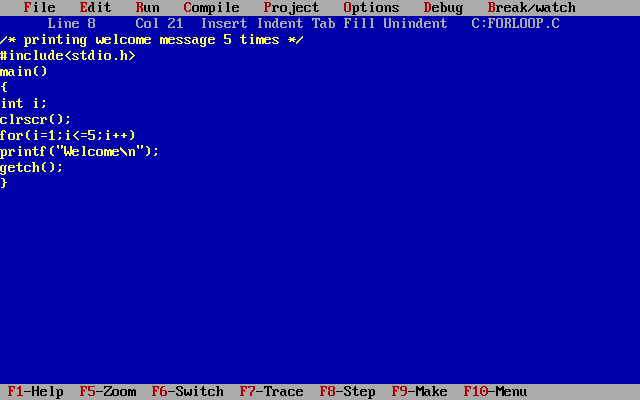 File Edit Run Compile Project Options Debug Break/watch
Line 8 Col 21 Insert Indent Tab Fill Unindent C:FORLOOP.C
/* printing welcome message 5 times */
#include<stdio.h>
main()
{
int i;
clrscr();
for(i=1;i<=5;i++)
printf("Welcome\n");
getch();
}
F1-Help F5-Zoom F6-Switch F7-Trace F8-Step F9-Make F10-Menu